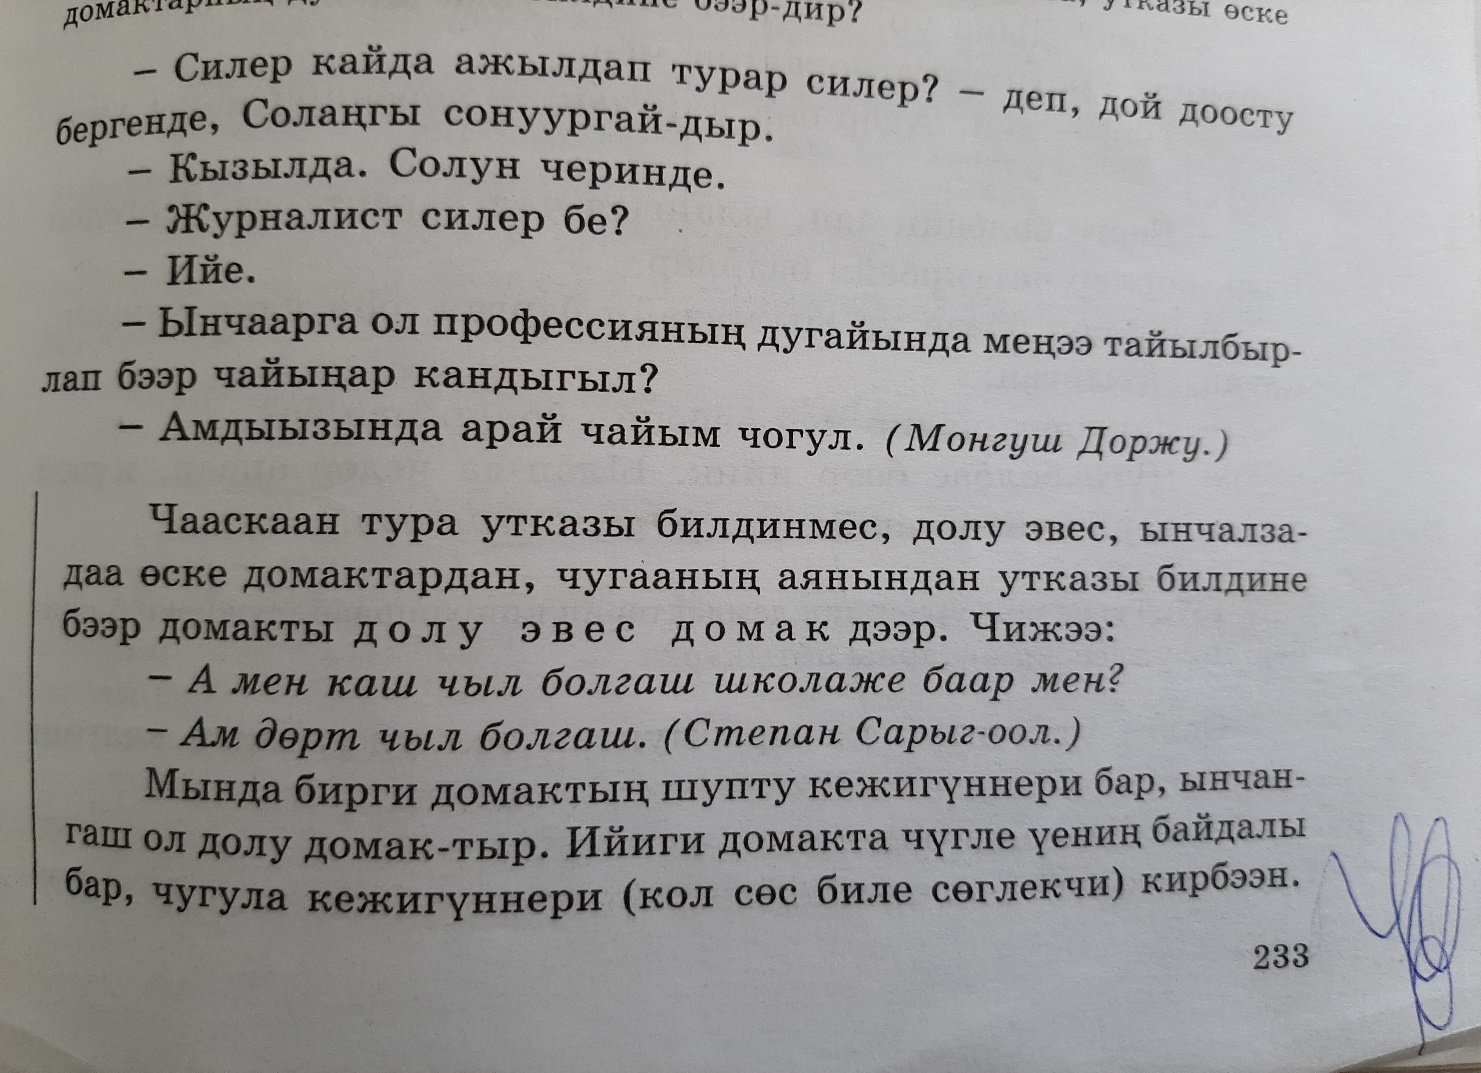 бээр-дир?
утказы өске
– Силер кайда ажылдап турар силер? – деп, дой доосту
бергенде, Солаңгы сонуургай-дыр.
– Кызылда. Солун черинде.
– Журналист силер бе?
– Ийе.
– Ынчаарга ол профессияның дугайында меңээ тайылбыр-
лап бээр чайыңар кандыгыл?
– Амдыызында арай чайым чогул. (Монгуш Доржу.)
Чааскаан тура утказы билдинмес, долу эвес, ынчалза-
даа өске домактардан, чугааның аянындан утказы билдине
бээр домакты долу эвес домак дээр. Чижээ:
– А мен каш чыл болгаш школаже баар мен?
– Ам дөрт чыл болгаш. (Степан Сарыг-оол.)
Мында бирги домактың шупту кежигүннери бар, ынчан-
гаш ол долу домак-тыр. Ийиги домакта чүгле үениң байдалы
бар, чугула кежигүннери (кол сөс биле сөглекчи) кирбээн.
233